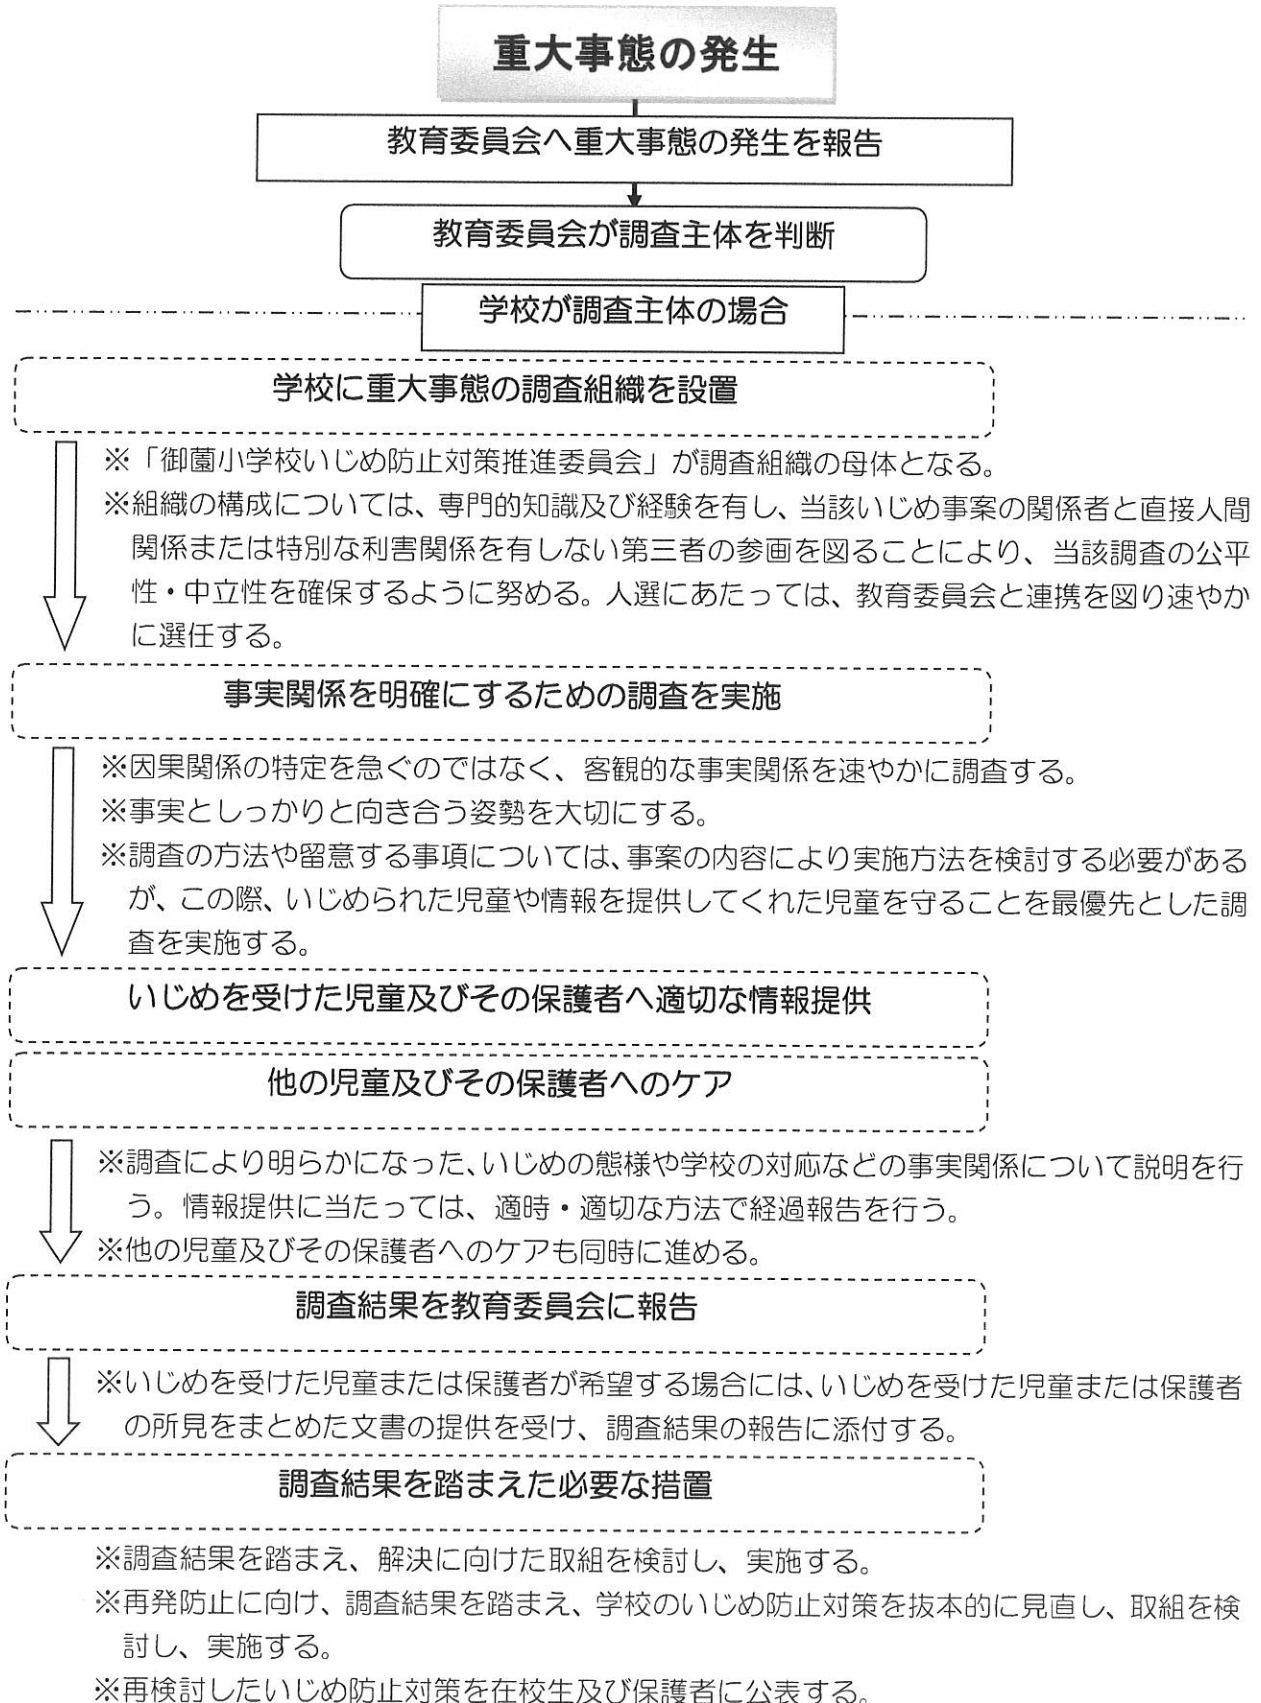 重大事態の発生
教育委員会へ重大事態の発生を報告
教育委員会が調査主体を判断
学校が調査主体の場合
学校に重大事態の調査組織を設置
※「御薗小学校いじめ防止対策推進委員会」が調査組織の母体となる。
※組織の構成については、専門的知識及び経験を有し、当該いじめ事案の関係者と直接人間
関係または特別な利害関係を有しない第三者の参画を図ることにより、当該調査の公平
性・中立性を確保するように努める。人選にあたっては、教育委員会と連携を図り速やか
に選任する。
事実関係を明確にするための調査を実施
※因果関係の特定を急ぐのではなく、客観的な事実関係を速やかに調査する。
※事実としっかりと向き合う姿勢を大切にする。
※調査の方法や留意する事項については、事案の内容により実施方法を検討する必要がある
が、この際、いじめられた児童や情報を提供してくれた児童を守ることを最優先とした調
査を実施する。
いじめを受けた児童及びその保護者へ適切な情報提供
他の児童及びその保護者へのケア
※調査により明らかになった、いじめの態様や学校の対応などの事実関係について説明を行
う。情報提供に当たっては、適時・適切な方法で経過報告を行う。
※他の児童及びその保護者へのケアも同時に進める。
調査結果を教育委員会に報告
※いじめを受けた児童または保護者が希望する場合には、いじめを受けた児童または保護者
の所見をまとめた文書の提供を受け、調査結果の報告に添付する。
調査結果を踏まえた必要な措置
※調査結果を踏まえ、解決に向けた取組を検討し、実施する。
※再発防止に向け、調査結果を踏まえ、学校のいじめ防止対策を抜本的に見直し、取組を検
討し、実施する。
※再検討したいじめ防止対策を在校生及び保護者に公表する。